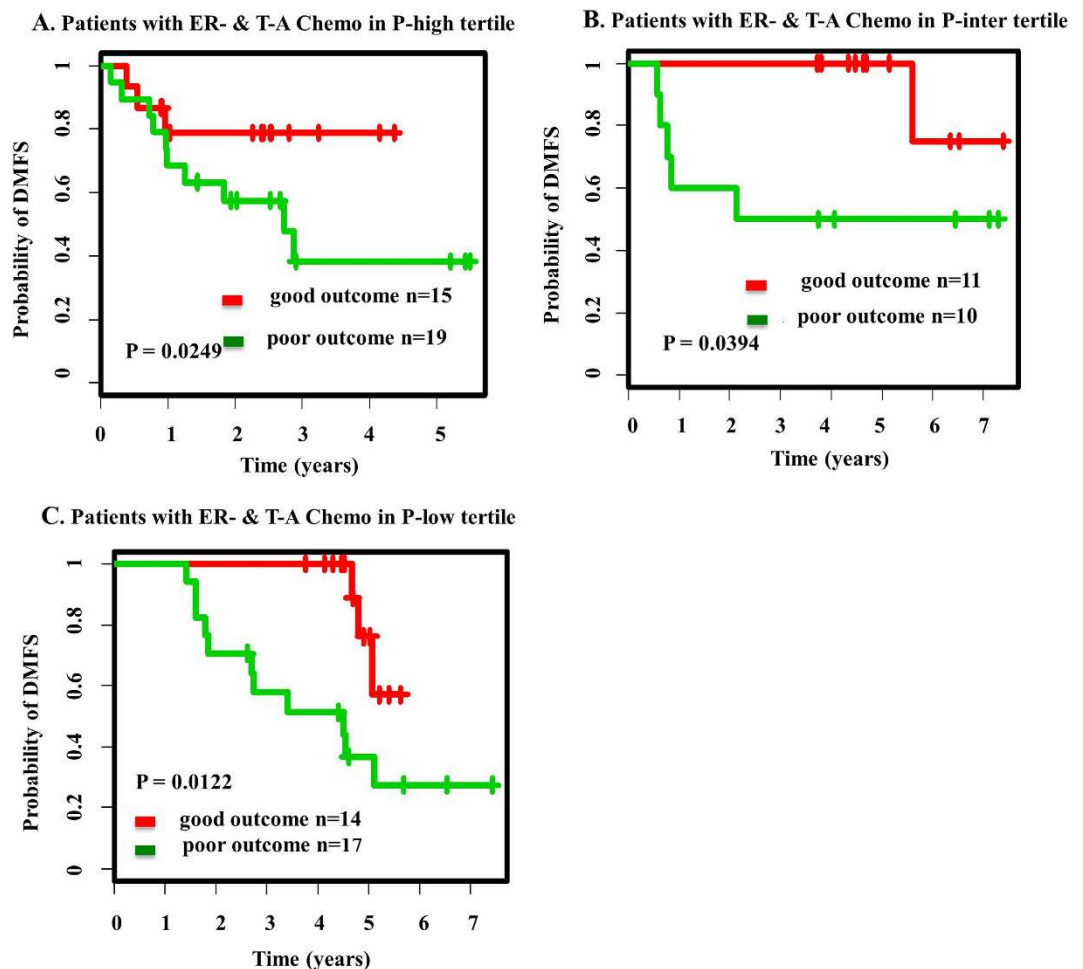 A. Patients with ER- & T-A Chemo in P-high tertile
Probability of DMFS
1
0.8
0.6
0.4
0.2
0
good outcome n=15
poor outcome n=19
P = 0.0249
0 1 2 3 4 5
Time (years)
B. Patients with ER- & T-A Chemo in P-inter tertile
Probability of DMFS
1
0.8
0.6
0.4
0.2
0
good outcome n=11
poor outcome n=10
P = 0.0394
0 1 2 3 4 5 6 7
Time (years)
C. Patients with ER- & T-A Chemo in P-low tertile
Probability of DMFS
1
0.8
0.6
0.4
0.2
0
P = 0.0122
good outcome n=14
poor outcome n=17
0 1 2 3 4 5 6 7
Time (years)